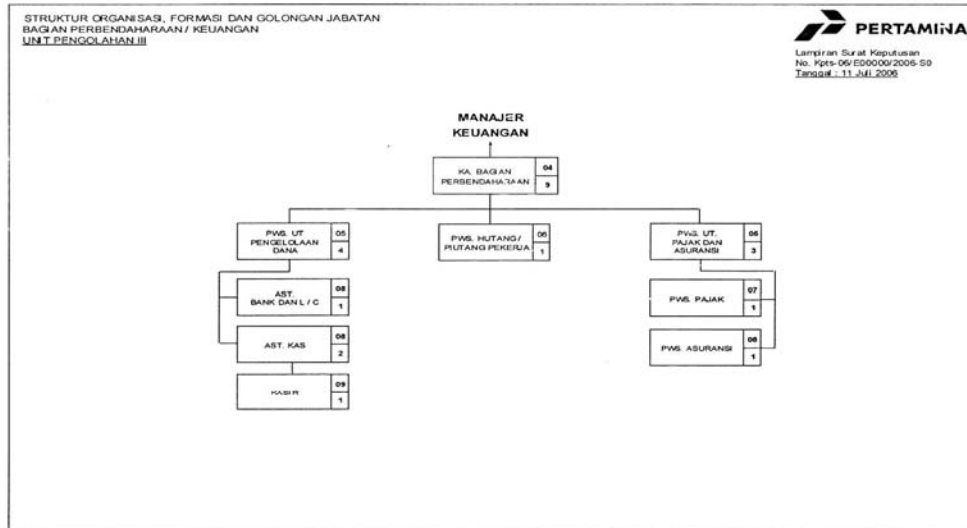 STRUKTUR ORGANISASI, FORMASI DAN GOLONGAN JABATAN
BAGIAN PERBENDAHARAAN / KEUANGAN
UNIT PENGOLAHAN III
PERTAMINA
Lampiran Surat Keputusan
No. Kpts-06/E00000/2006-S0
Tanggal : 11 Juli 2006
MANAJER
KEUANGAN
KA. BAGIAN
PERBENDAHARAAN
04
9
PWS. UT
PENGELOLAAN
DANA
05
4
PWS. HUTANG /
PIUTANG PEKERJA
06
1
PWS. UT.
PAJAK DAN
ASURANSI
3
AST.
BANK DAN L / C
08
1
PWS. PAJAK
07
1
AST. KAS
08
2
PWS. ASURANSI
08
1
KASIR
09
1